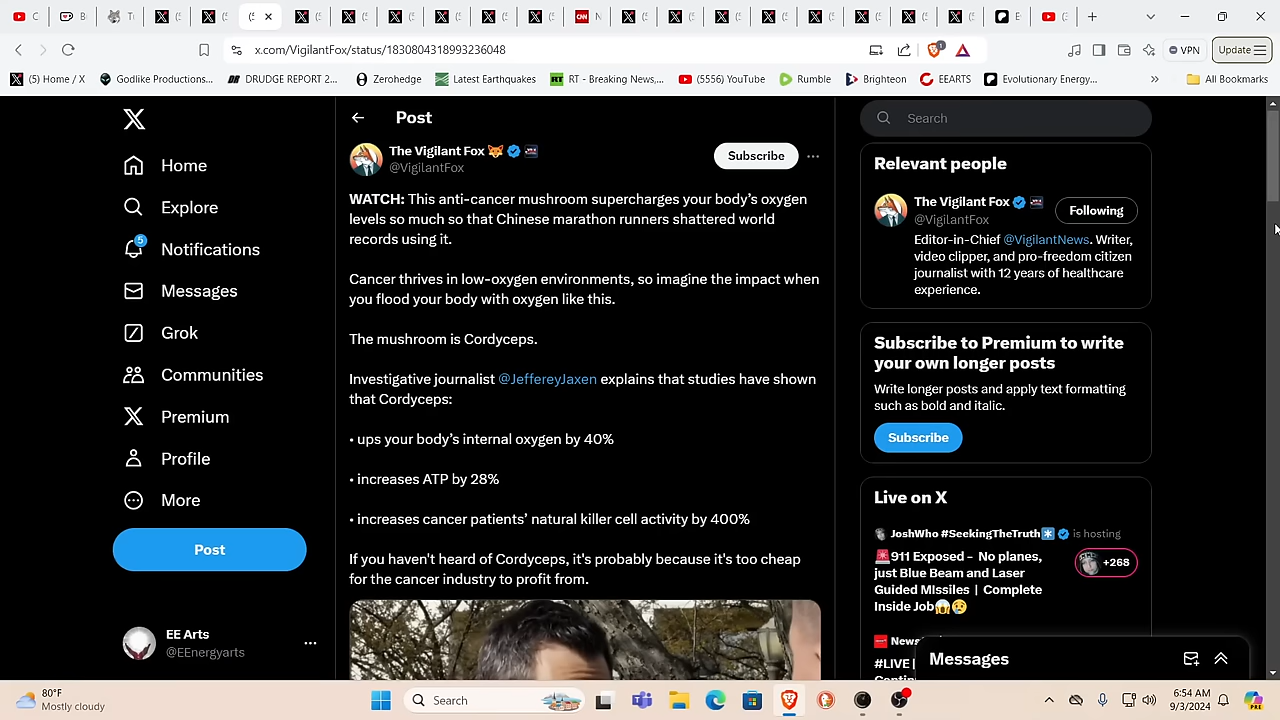 (
B
Tu
(
(
(
(
(
(
(
(
(
CNN
N
(
(
(
(
(
(
(
(
E
(
x.com/VigilantFox/status/1830804318993236048
VPN
Update
(5) Home / X
Godlike Productions...
DRUDGE REPORT 2...
Zerohedge
Latest Earthquakes
RT - Breaking News,...
(5556) YouTube
Rumble
Brighteon
EEARTS
Evolutionary Energy...
All Bookmarks
Home
Explore
5
Notifications
Messages
Grok
Communities
Premium
Profile
More
Post
EE Arts
@EEnergyarts
Post
The Vigilant Fox
@VigilantFox
Subscribe
WATCH: This anti-cancer mushroom supercharges your body’s oxygen
levels so much so that Chinese marathon runners shattered world
records using it.
Cancer thrives in low-oxygen environments, so imagine the impact when
you flood your body with oxygen like this.
The mushroom is Cordyceps.
Investigative journalist @JeffereyJaxen explains that studies have shown
that Cordyceps:
• ups your body’s internal oxygen by 40%
• increases ATP by 28%
• increases cancer patients’ natural killer cell activity by 400%
If you haven't heard of Cordyceps, it's probably because it's too cheap
for the cancer industry to profit from.
Search
Relevant people
The Vigilant Fox
@VigilantFox
Following
Editor-in-Chief @VigilantNews. Writer,
video clipper, and pro-freedom citizen
journalist with 12 years of healthcare
experience.
Subscribe to Premium to write
your own longer posts
Write longer posts and apply text formatting
such as bold and italic.
Subscribe
Live on X
JoshWho #SeekingTheTruth is hosting
911 Exposed - No planes,
just Blue Beam and Laser
Guided MIssiles | Complete
Inside Job
+268
News
#LIVE |
Messages
80°F
Mostly cloudy
Search
6:54 AM
9/3/2024
PRE